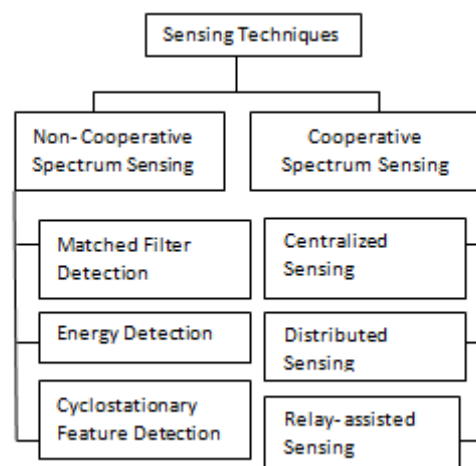 Sensing Techniques
Non- Cooperative
Spectrum Sensing
Cooperative
Spectrum Sensing
Matched Filter
Detection
Energy Detection
Cyclostationary
Feature Detection
Centralized
Sensing
Distributed
Sensing
Relay- assisted
Sensing